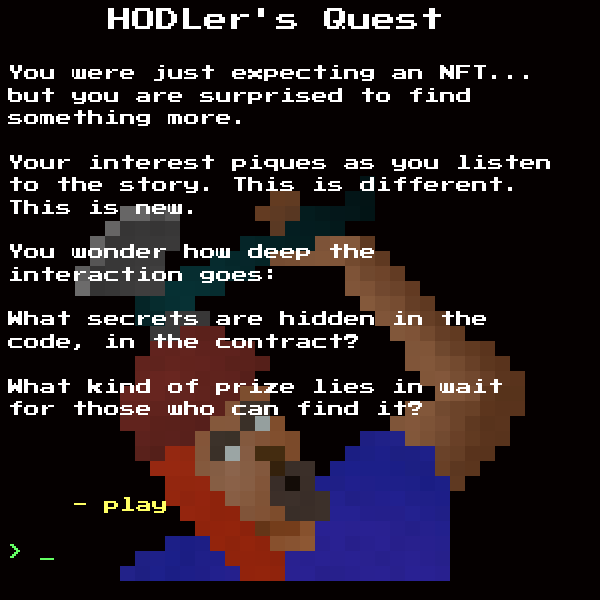 HODLer's Quest
You were just expecting an NFT...
but you are surprised to find
something more.
Your interest piques as you listen
to the story. This is different.
This is new.
You wonder how deep the
interaction goes:
What secrets are hidden in the
code, in the contract?
What kind of prize lies in wait
for those who can find it?
- play
> _